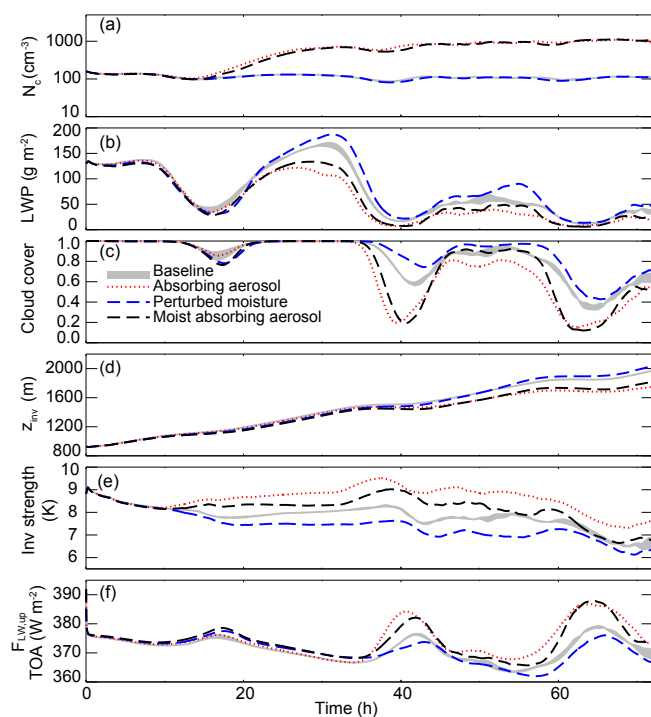 (a)
1000
100
10
N_c (cm^-3)
(b)
200
150
100
50
0
LWP (g m^-2)
(c)
1.0
0.8
0.6
0.4
0.2
0.0
Cloud cover
Baseline
Absorbing aerosol
Perturbed moisture
Moist absorbing aerosol
(d)
2000
1600
1200
800
z_inv (m)
(e)
10
9
8
7
6
Inv strength
(K)
(f)
390
380
370
360
F_LW,up
TOA (W m^-2)
0 20 40 60
Time (h)